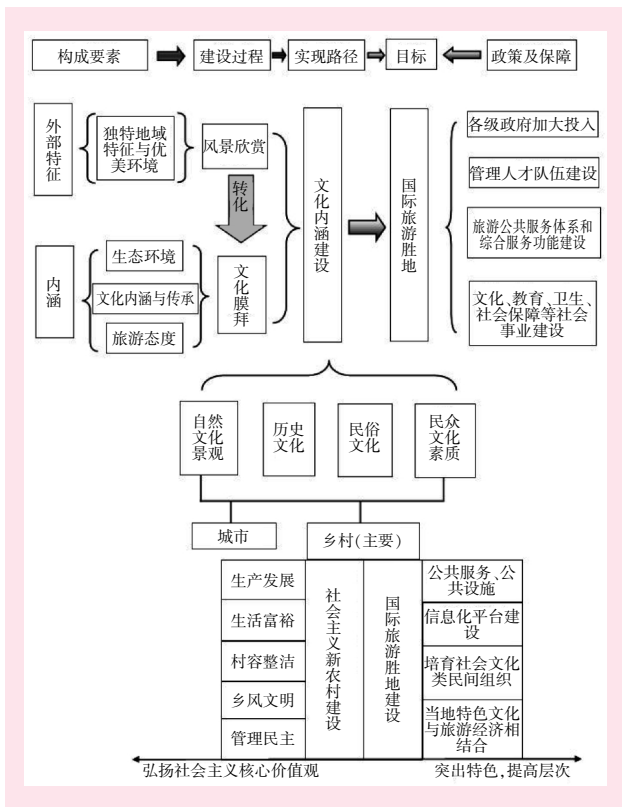 构成要素
建设过程
实现路径
目标
政策及保障
外部特征
独特地域
特征与优
美环境
风景欣赏
转化
内涵
生态环境
文化内涵与传承
旅游态度
文化膜拜
文化内涵建设
国际旅游胜地
各级政府加大投入
管理人才队伍建设
旅游公共服务体系和
综合服务功能建设
文化、教育、卫生、
社会保障等社会
事业建设
自然
文化
景观
历史
文化
民俗
文化
民众
文化
素质
城市
乡村(主要)
生产发展
生活富裕
村容整洁
乡风文明
管理民主
社会主义新农村建设
国际旅游胜地建设
公共服务、公
共设施
信息化平台建
设
培育社会文化
类民间组织
当地特色文化
与旅游经济相
结合
弘扬社会主义核心价值观
突出特色,提高层次